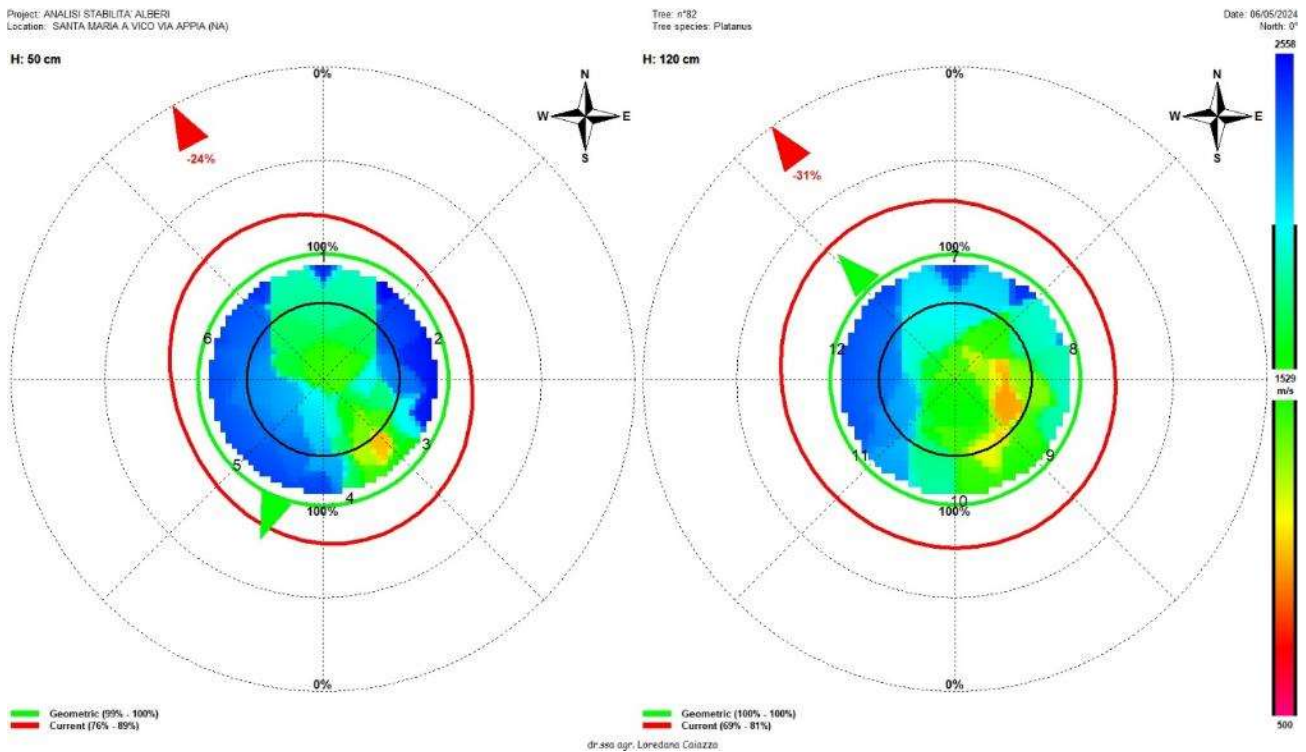 Project: ANALISI STABILITA' ALBERI
Location: SANTA MARIA A VICO VIA APPIA (NA)
Tree: n°82
Tree species: Platanus
Date: 06/05/2024
North: 0°
H: 50 cm
0%
N
W E
S
-24%
100%
1
2
6
3
5
4
100%
0%
Geometric (99% - 100%)
Current (76% - 89%)
H: 120 cm
0%
N
W E
S
-31%
100%
7
8
12
9
11
10
100%
0%
Geometric (100% - 100%)
Current (69% - 81%)
2558
1529
m/s
500
dr.ssa agr. Loredana Caiazza